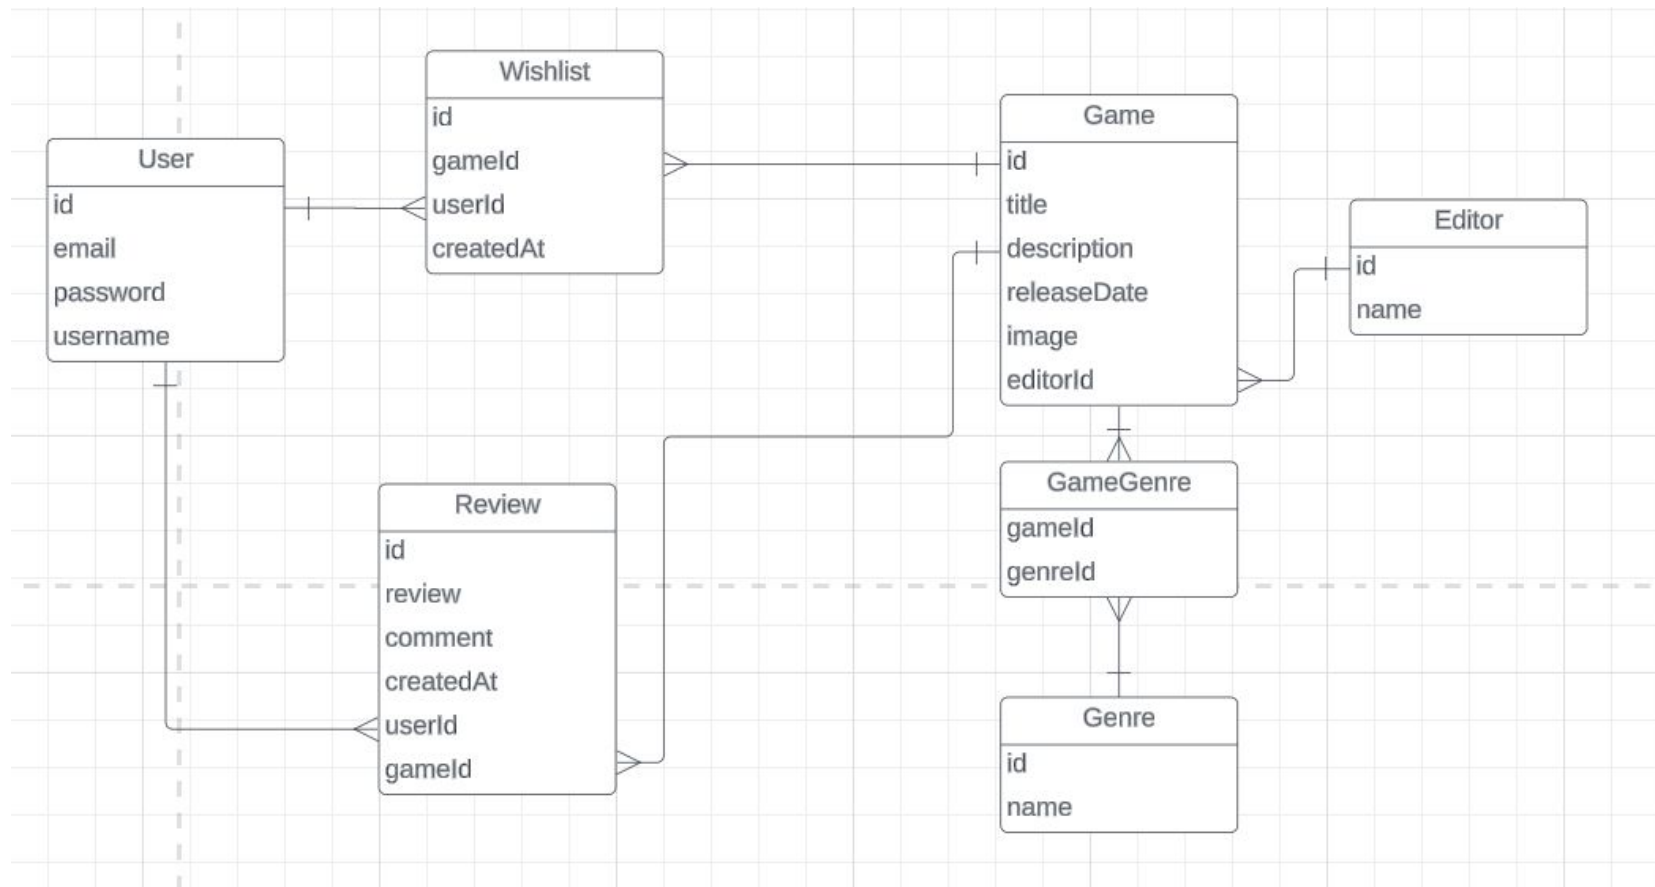 Wishlist
id
gameId
userId
createdAt
User
id
email
password
username
Game
id
title
description
releaseDate
image
editorId
Editor
id
name
Review
id
review
comment
createdAt
userId
gameId
GameGenre
gameId
genreId
Genre
id
name